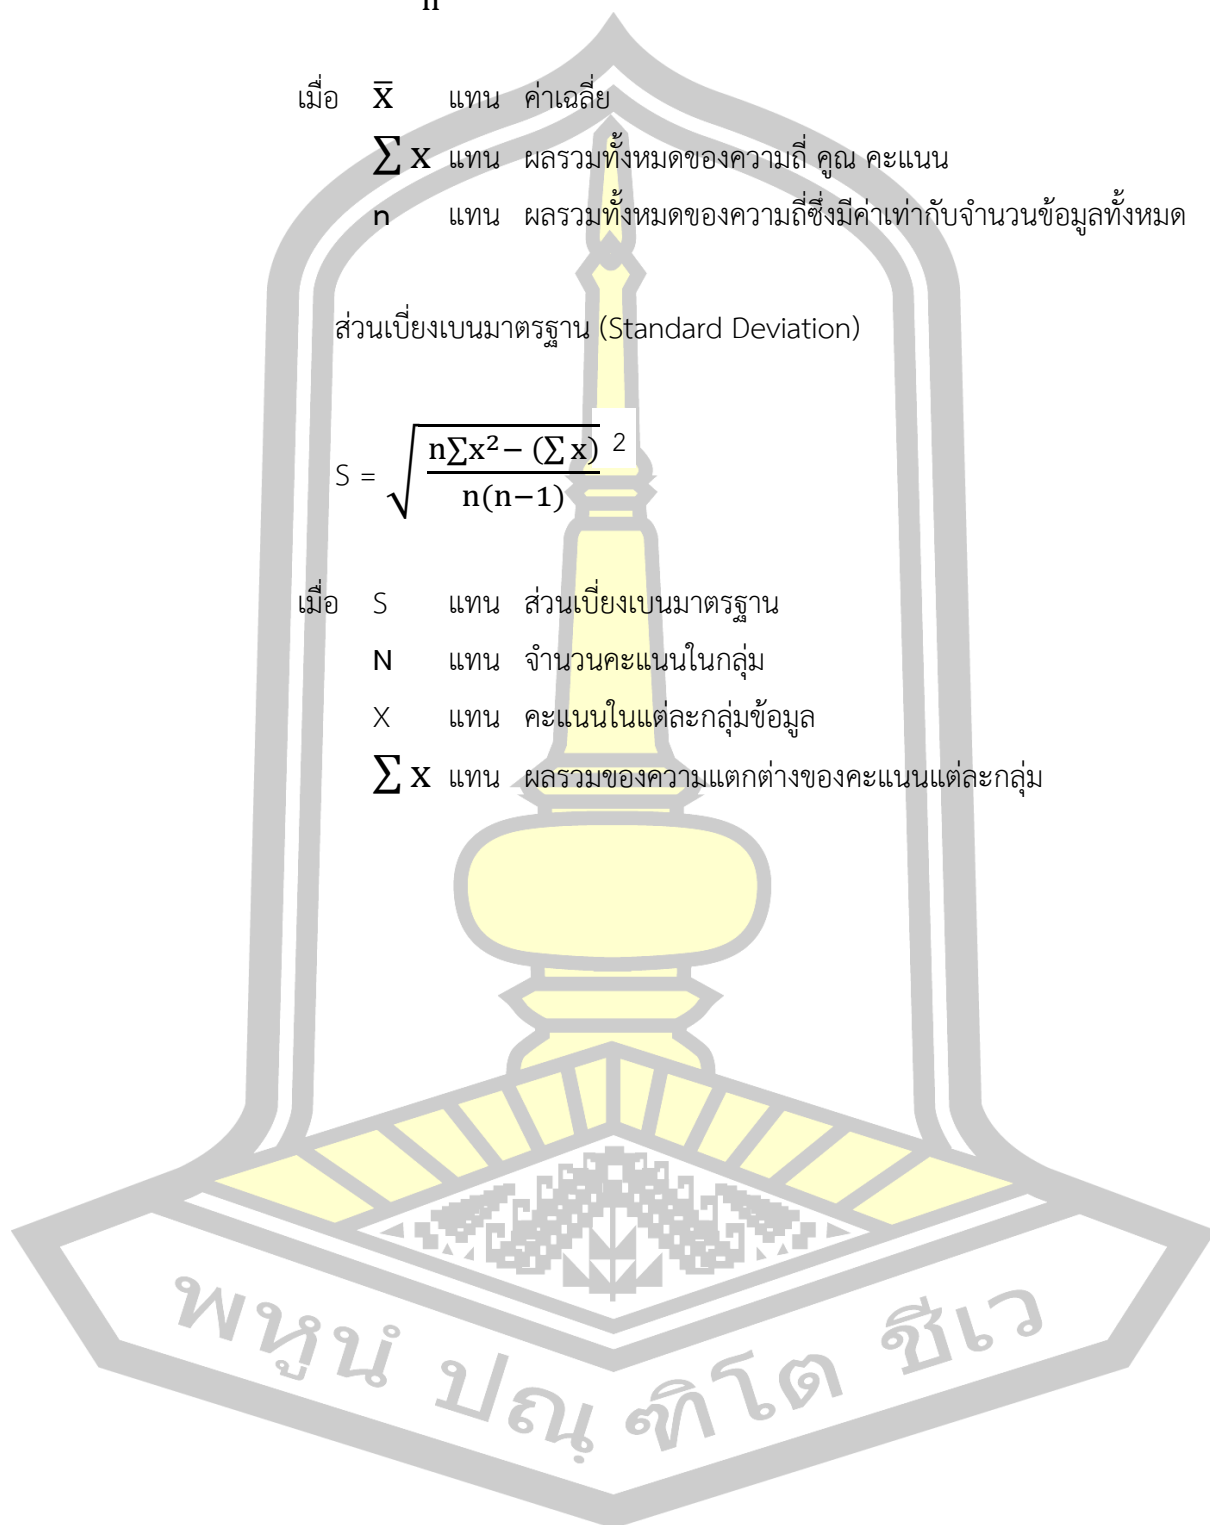 n
เมื่อ x̅ แทน ค่าเฉลี่ย
∑ x แทน ผลรวมทั้งหมดของความถี่ คูณ คะแนน
n แทน ผลรวมทั้งหมดของความถี่ซึ่งมีค่าเท่ากับจำนวนข้อมูลทั้งหมด
ส่วนเบี่ยงเบนมาตรฐาน (Standard Deviation)
S = √ n∑x² − (∑ x) 2
n(n−1)
เมื่อ S แทน ส่วนเบี่ยงเบนมาตรฐาน
N แทน จำนวนคะแนนในกลุ่ม
X แทน คะแนนในแต่ละกลุ่มข้อมูล
∑ x แทน ผลรวมของความแตกต่างของคะแนนแต่ละกลุ่ม
พหูนํ ปณฺ ฑิโต ชีเว